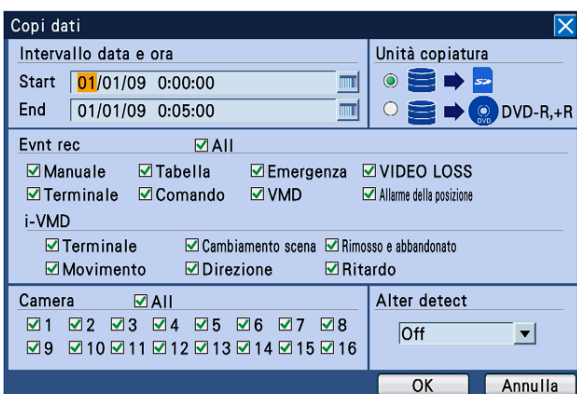 Copi dati
Intervallo data e ora
Start 01/01/09 0:00:00
End 01/01/09 0:05:00
Unità copiatura
SD
DVD DVD-R,+R
Evnt rec All
Manuale Tabella Emergenza VIDEO LOSS
Terminale Comando VMD Allarme della posizione
i-VMD
Terminale Cambiamento scena Rimosso e abbandonato
Movimento Direzione Ritardo
Camera All
1 2 3 4 5 6 7 8
9 10 11 12 13 14 15 16
Alter detect
Off
OK Annulla